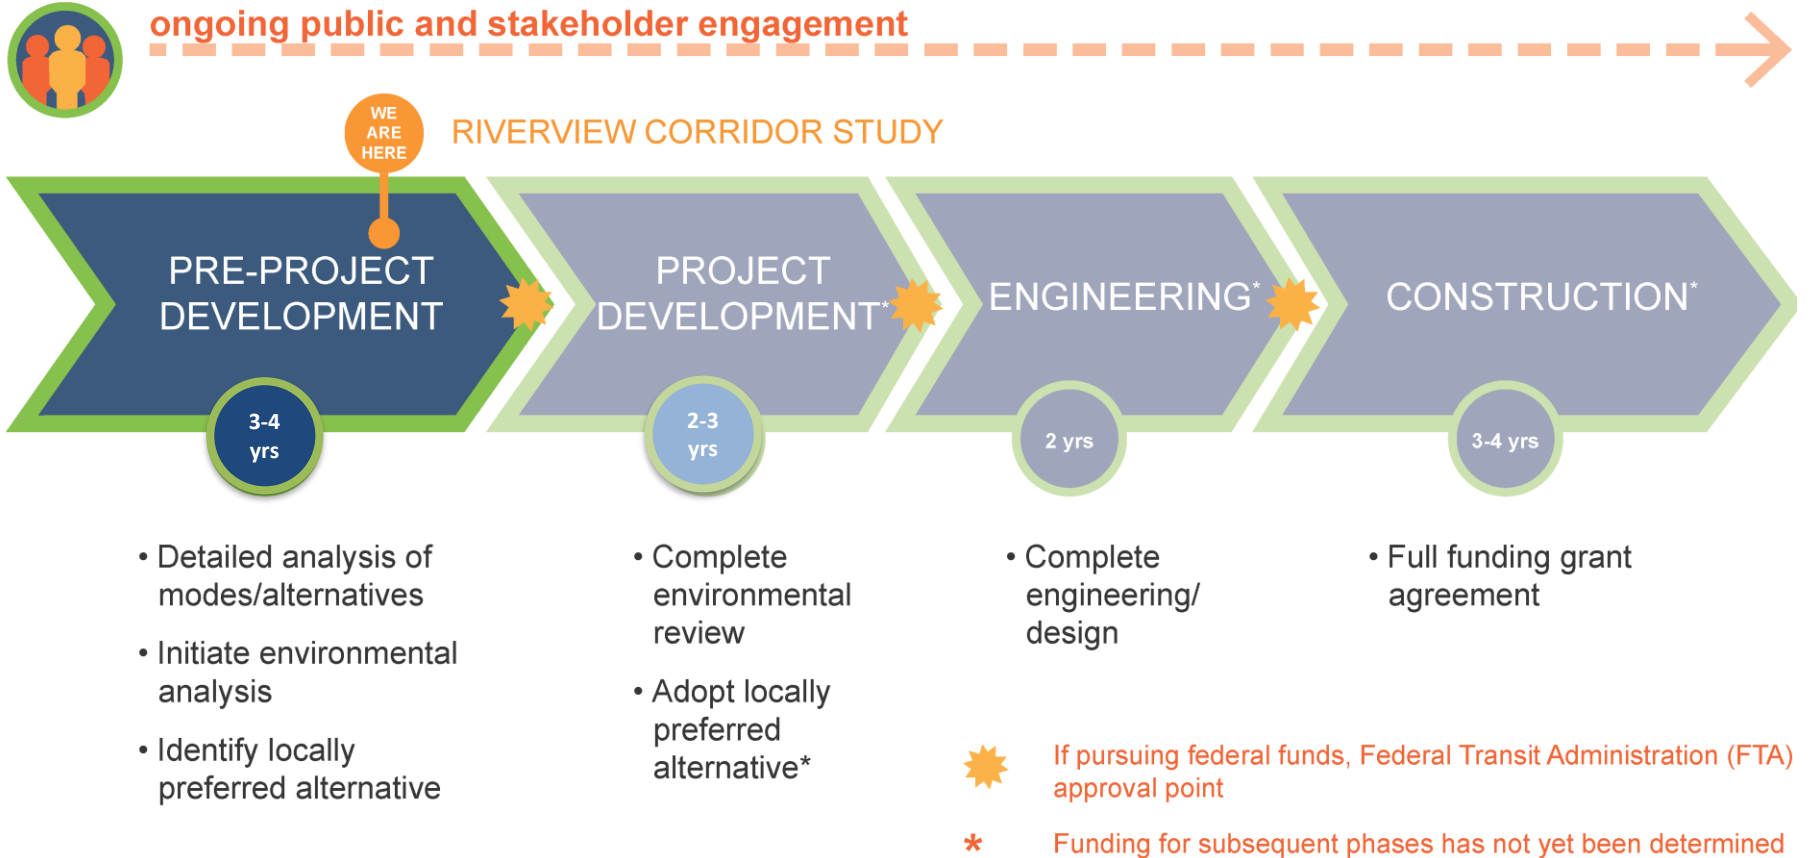 ongoing public and stakeholder engagement
WE
ARE
HERE
RIVERVIEW CORRIDOR STUDY
PRE-PROJECT
DEVELOPMENT
PROJECT
DEVELOPMENT*
ENGINEERING*
CONSTRUCTION*
3-4
yrs
2-3
yrs
2 yrs
3-4 yrs
• Detailed analysis of
modes/alternatives
• Initiate environmental
analysis
• Identify locally
preferred alternative
• Complete
environmental
review
• Adopt locally
preferred
alternative*
• Complete
engineering/
design
• Full funding grant
agreement
If pursuing federal funds, Federal Transit Administration (FTA)
approval point
* Funding for subsequent phases has not yet been determined